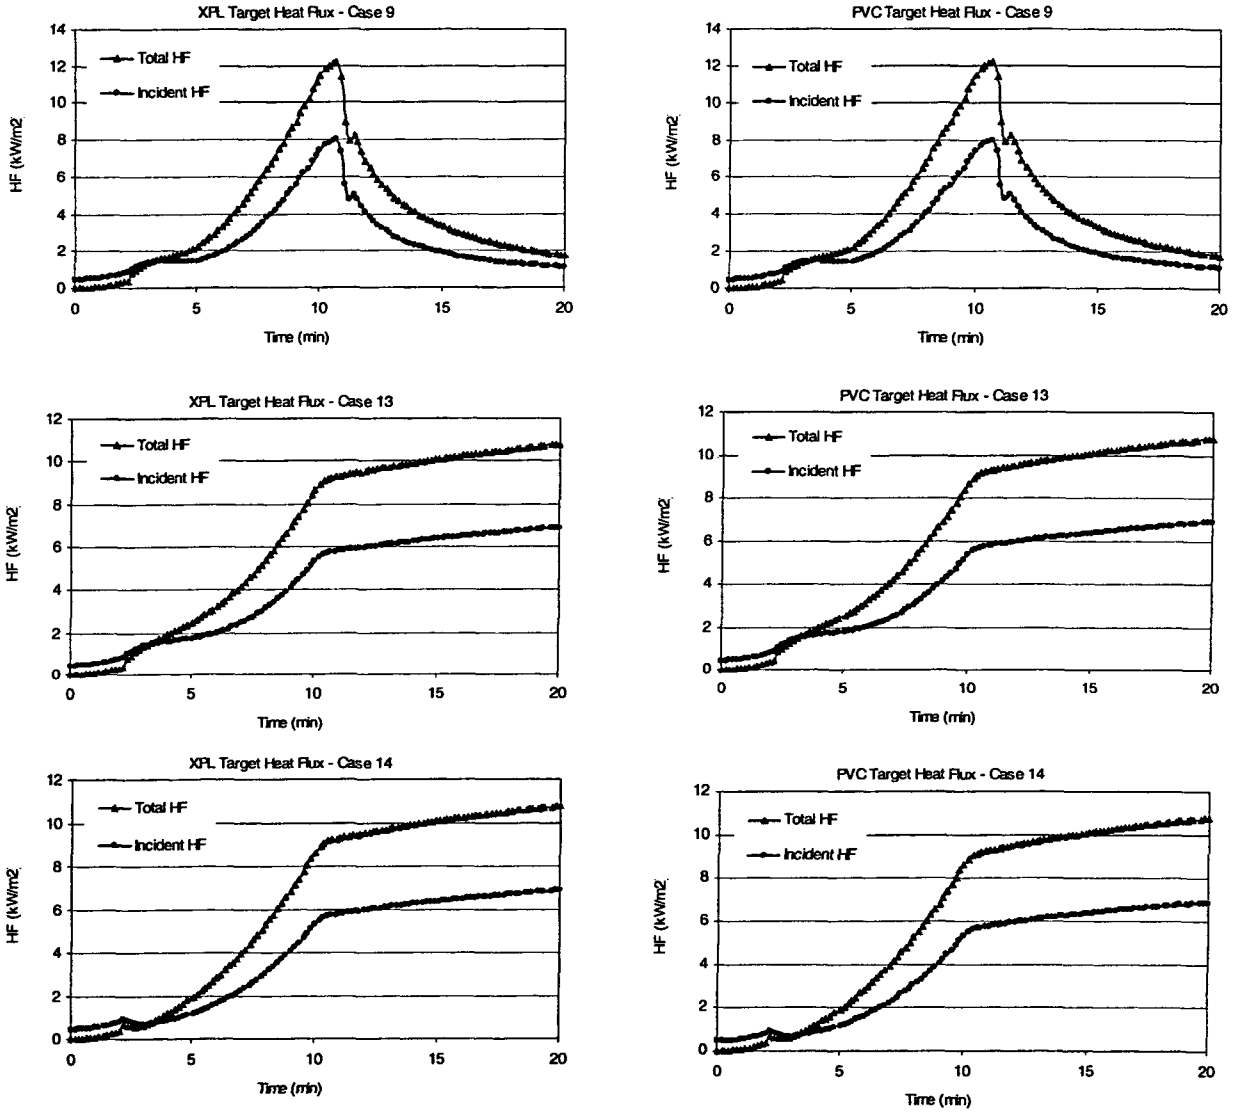 XPL Target Heat Flux - Case 9
14
12
10
8
6
4
2
0
HF (kW/m2)
Total HF
Incident HF
0 5 10 15 20
Time (min)
PVC Target Heat Flux - Case 9
14
12
10
8
6
4
2
0
HF (kW/m2)
Total HF
Incident HF
0 5 10 15 20
Time (min)
XPL Target Heat Flux - Case 13
12
10
8
6
4
2
0
HF (kW/m2)
Total HF
Incident HF
0 5 10 15 20
Time (min)
PVC Target Heat Flux - Case 13
12
10
8
6
4
2
0
HF (kW/m2)
Total HF
Incident HF
0 5 10 15 20
Time (min)
XPL Target Heat Flux - Case 14
12
10
8
6
4
2
0
HF (kW/m2)
Total HF
Incident HF
0 5 10 15 20
Time (min)
PVC Target Heat Flux - Case 14
12
10
8
6
4
2
0
HF (kW/m2)
Total HF
Incident HF
0 5 10 15 20
Time (min)